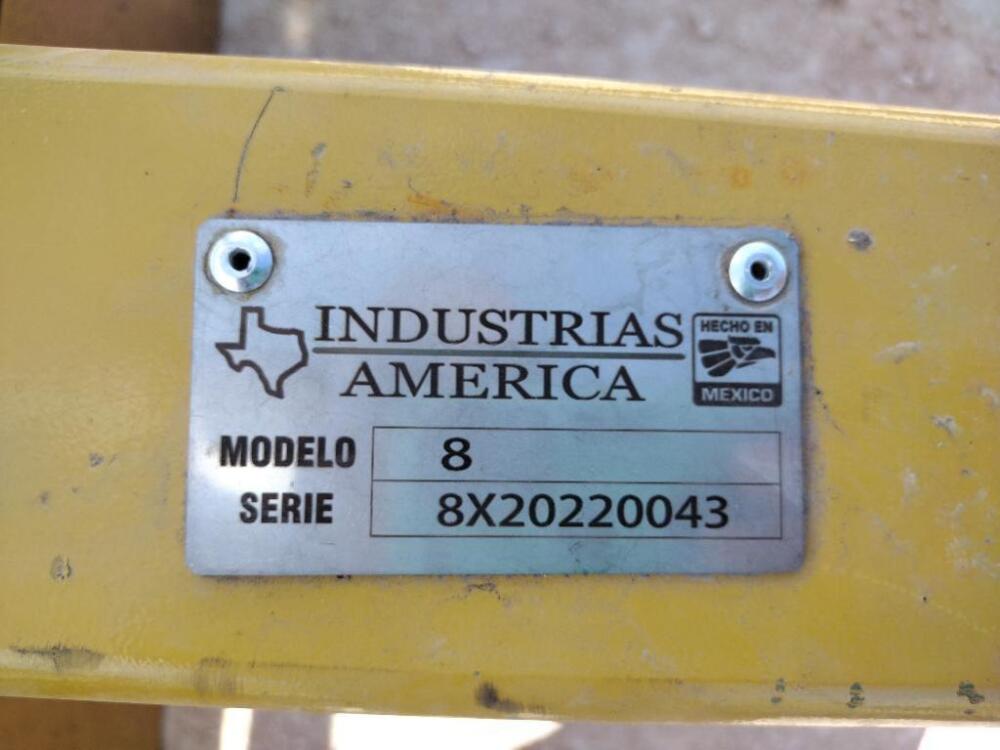 INDUSTRIAS
AMERICA
HECHO EN
MEXICO
MODELO 8
SERIE 8X20220043